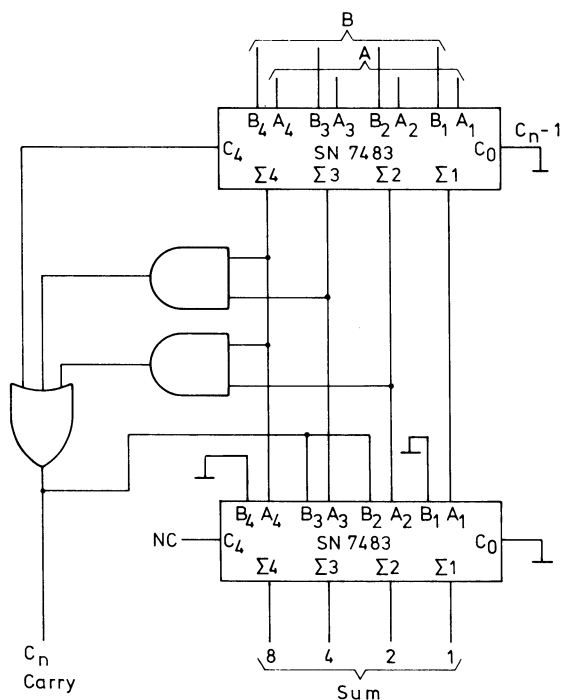 B
A
B4 A4 B3 A3 B2 A2 B1 A1 Cn-1
C4 SN 7483 C0
Σ4 Σ3 Σ2 Σ1
B4 A4 B3 A3 B2 A2 B1 A1
NC C4 SN 7483 C0
Σ4 Σ3 Σ2 Σ1
Cn 8 4 2 1
Carry
Sum